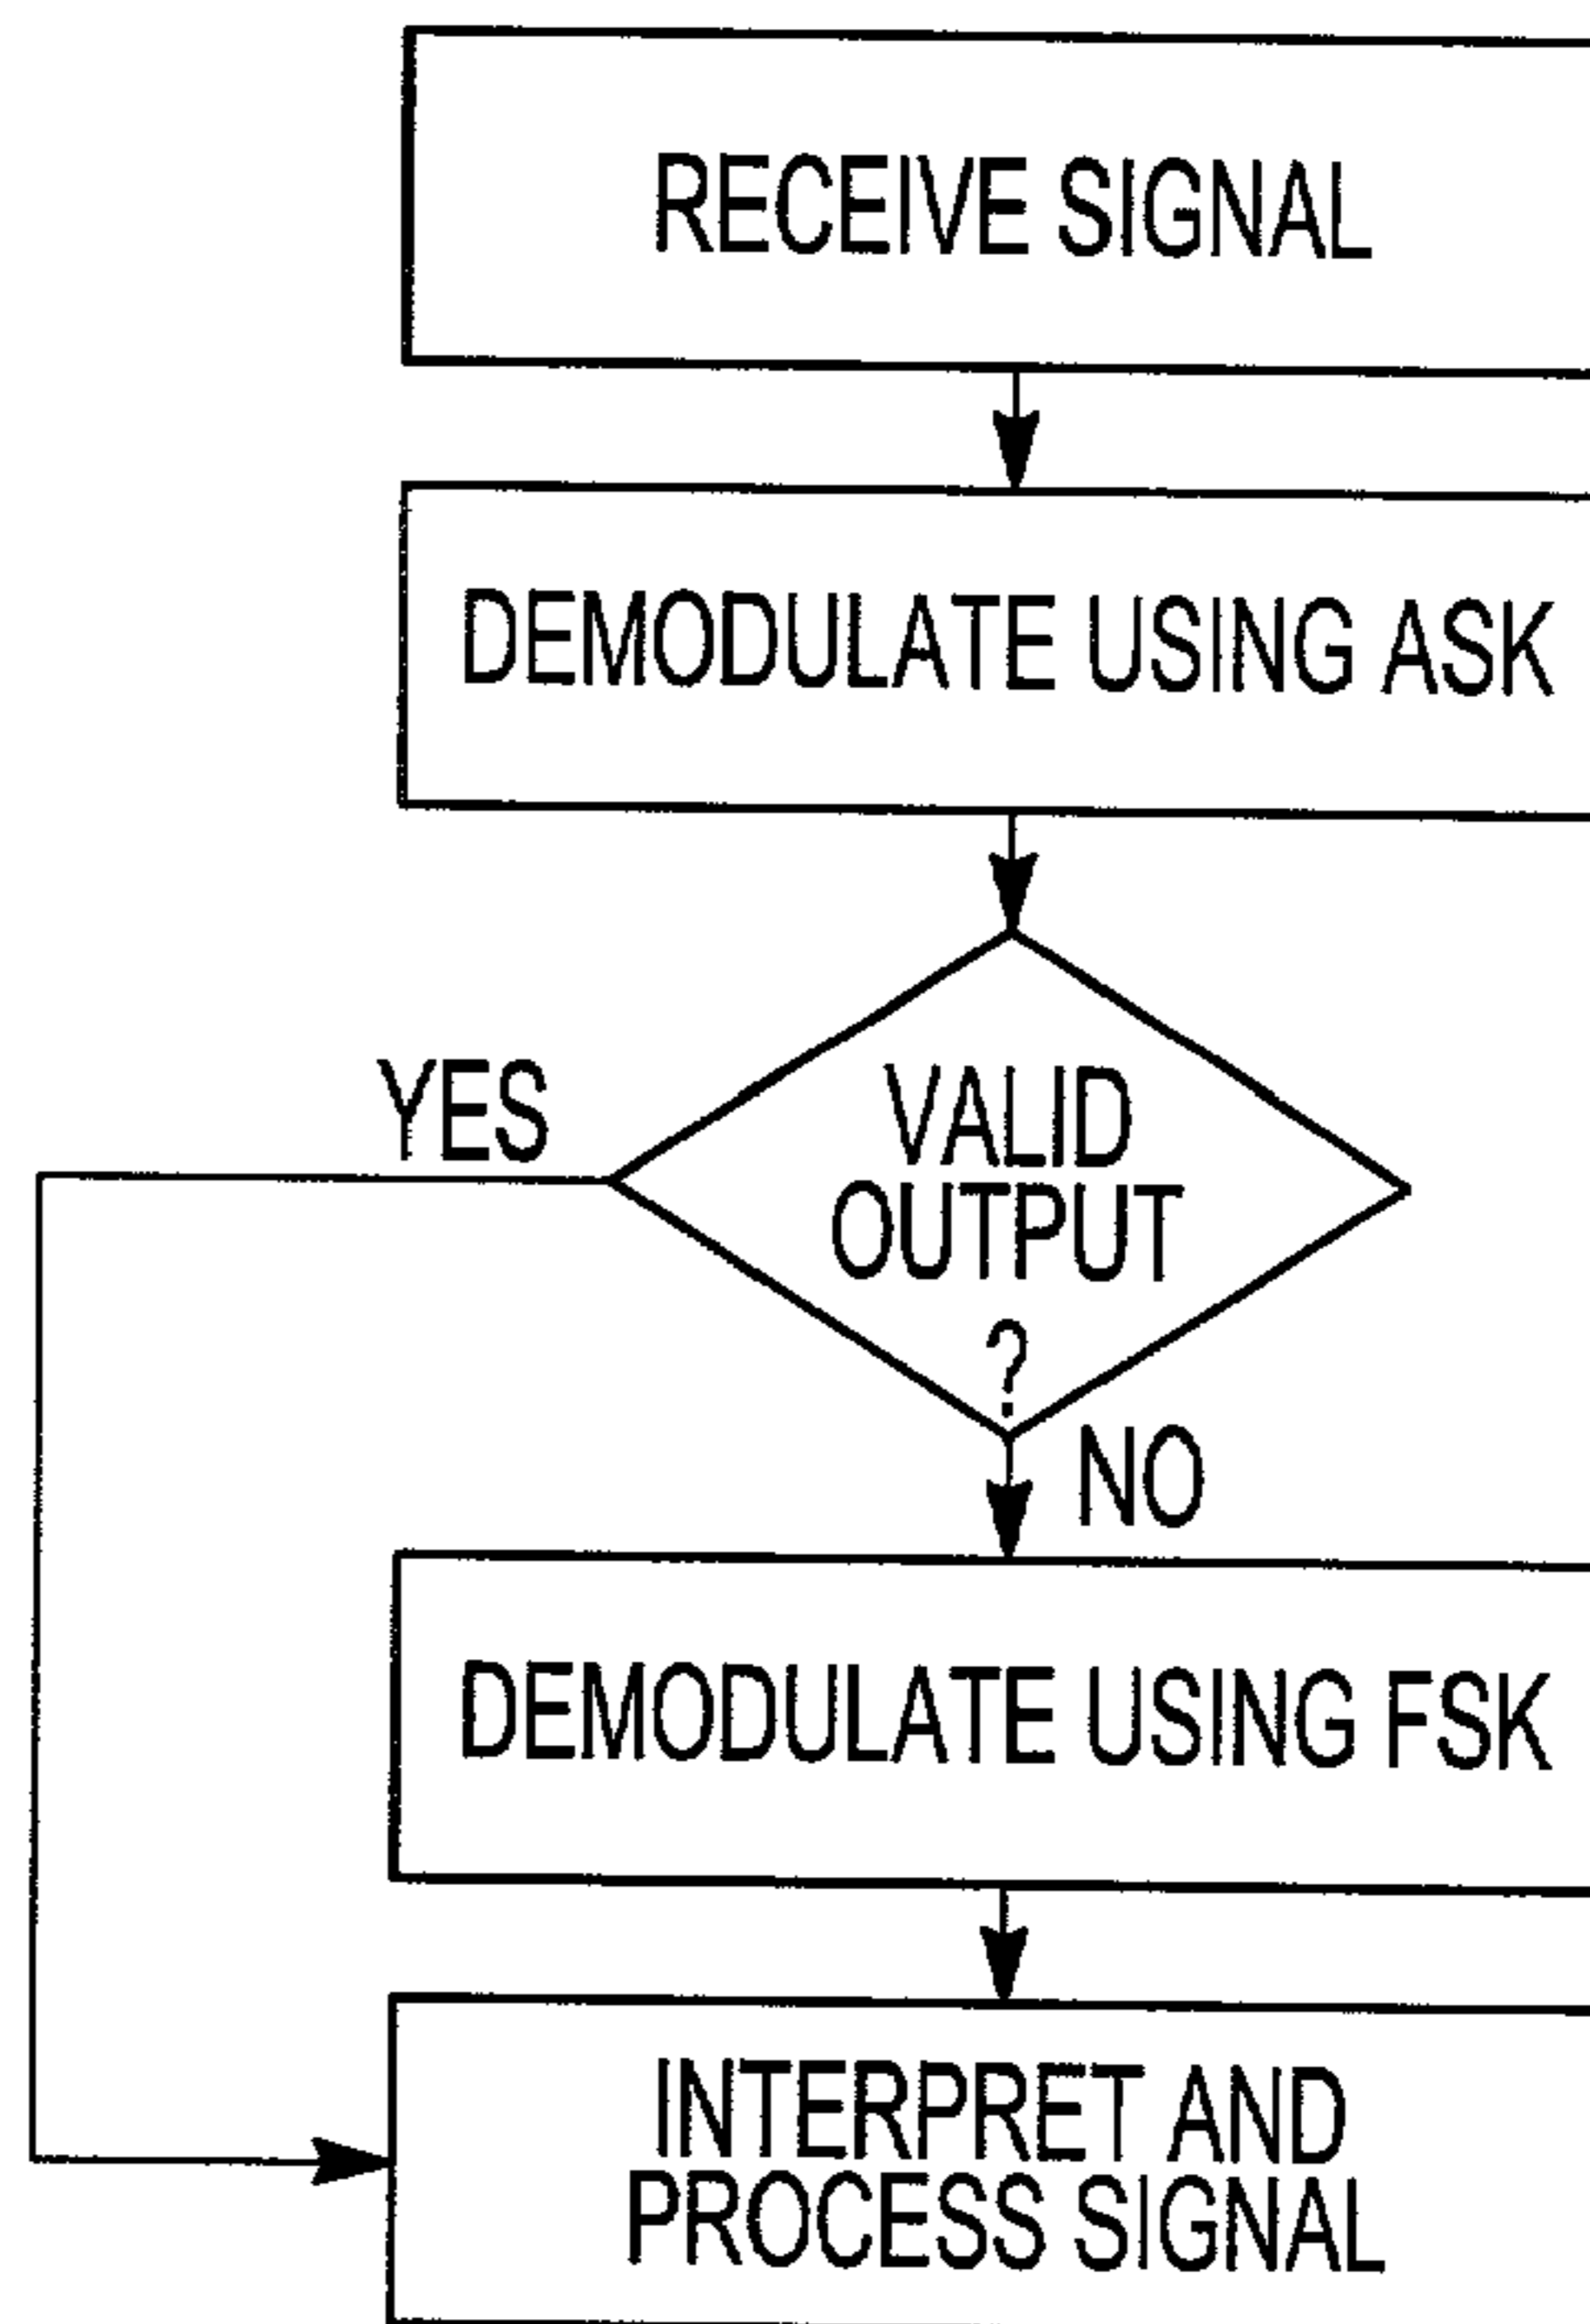 RECEIVE SIGNAL
DEMODULATE USING ASK
YES
VALID
OUTPUT
?
NO
DEMODULATE USING FSK
INTERPRET AND
PROCESS SIGNAL